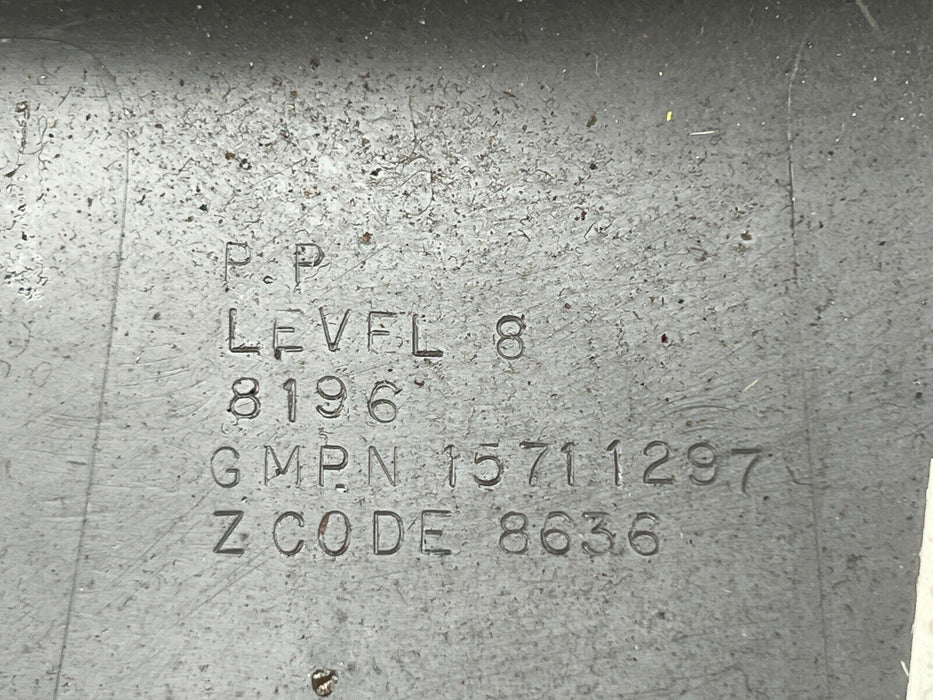 P.P
LEVEL 8
8196
GMPN 15711297
Z CODE 8636